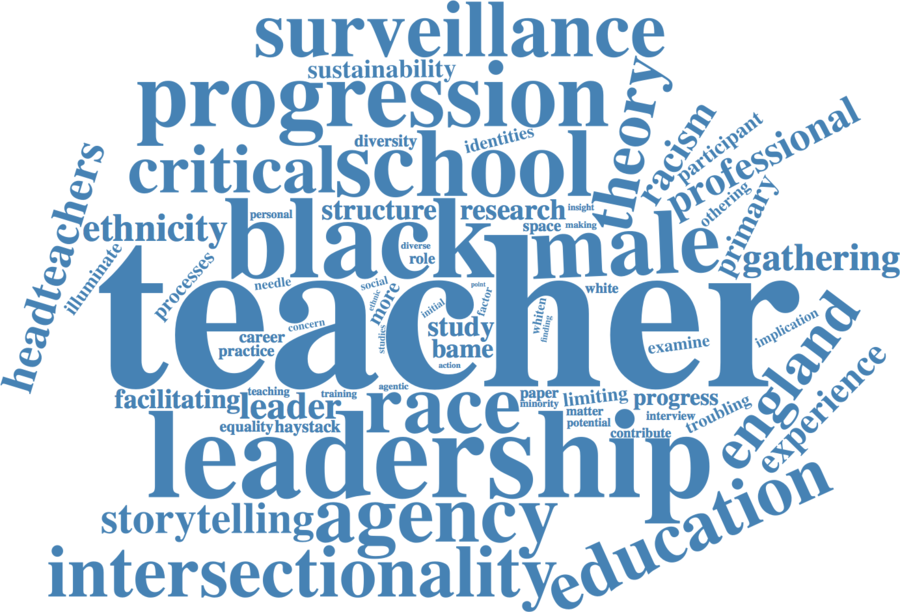 surveillance
sustainability
progression
theory
diversity
identities
racism
participant
professional
critical
school
headteachers
othering
primary
personal
structure
research
insight
ethnicity
black
space
making
male
illuminate
diverse
role
gathering
processes
needle
social
ethnic
more
point
factor
white
teacher
initial
whiten
finding
studies
study
concern
career
practice
bame
action
examine
implication
england
experience
facilitating
teaching
training
agentic
leader
race
paper
minority
limiting
progress
equality
haystack
matter
potential
interview
troubling
contribute
leadership
storytelling
agency
education
intersectionality